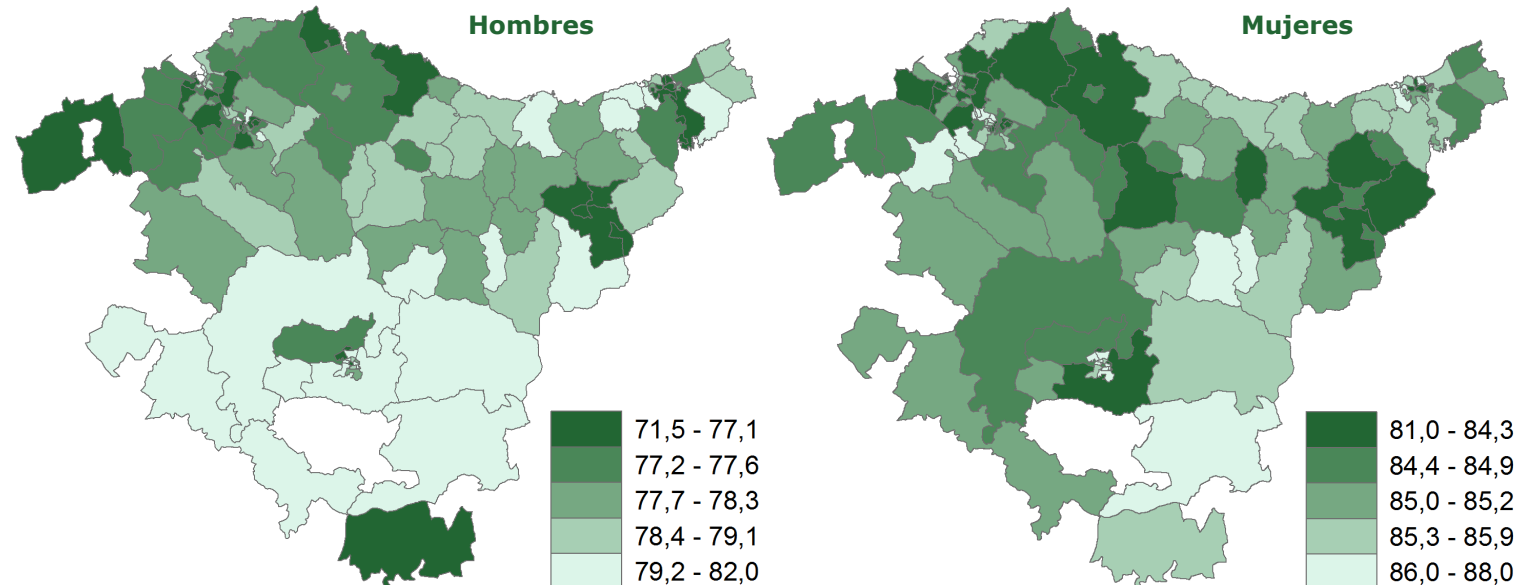 Hombres
Mujeres
71,5 - 77,1
77,2 - 77,6
77,7 - 78,3
78,4 - 79,1
79,2 - 82,0
81,0 - 84,3
84,4 - 84,9
85,0 - 85,2
85,3 - 85,9
86,0 - 88,0